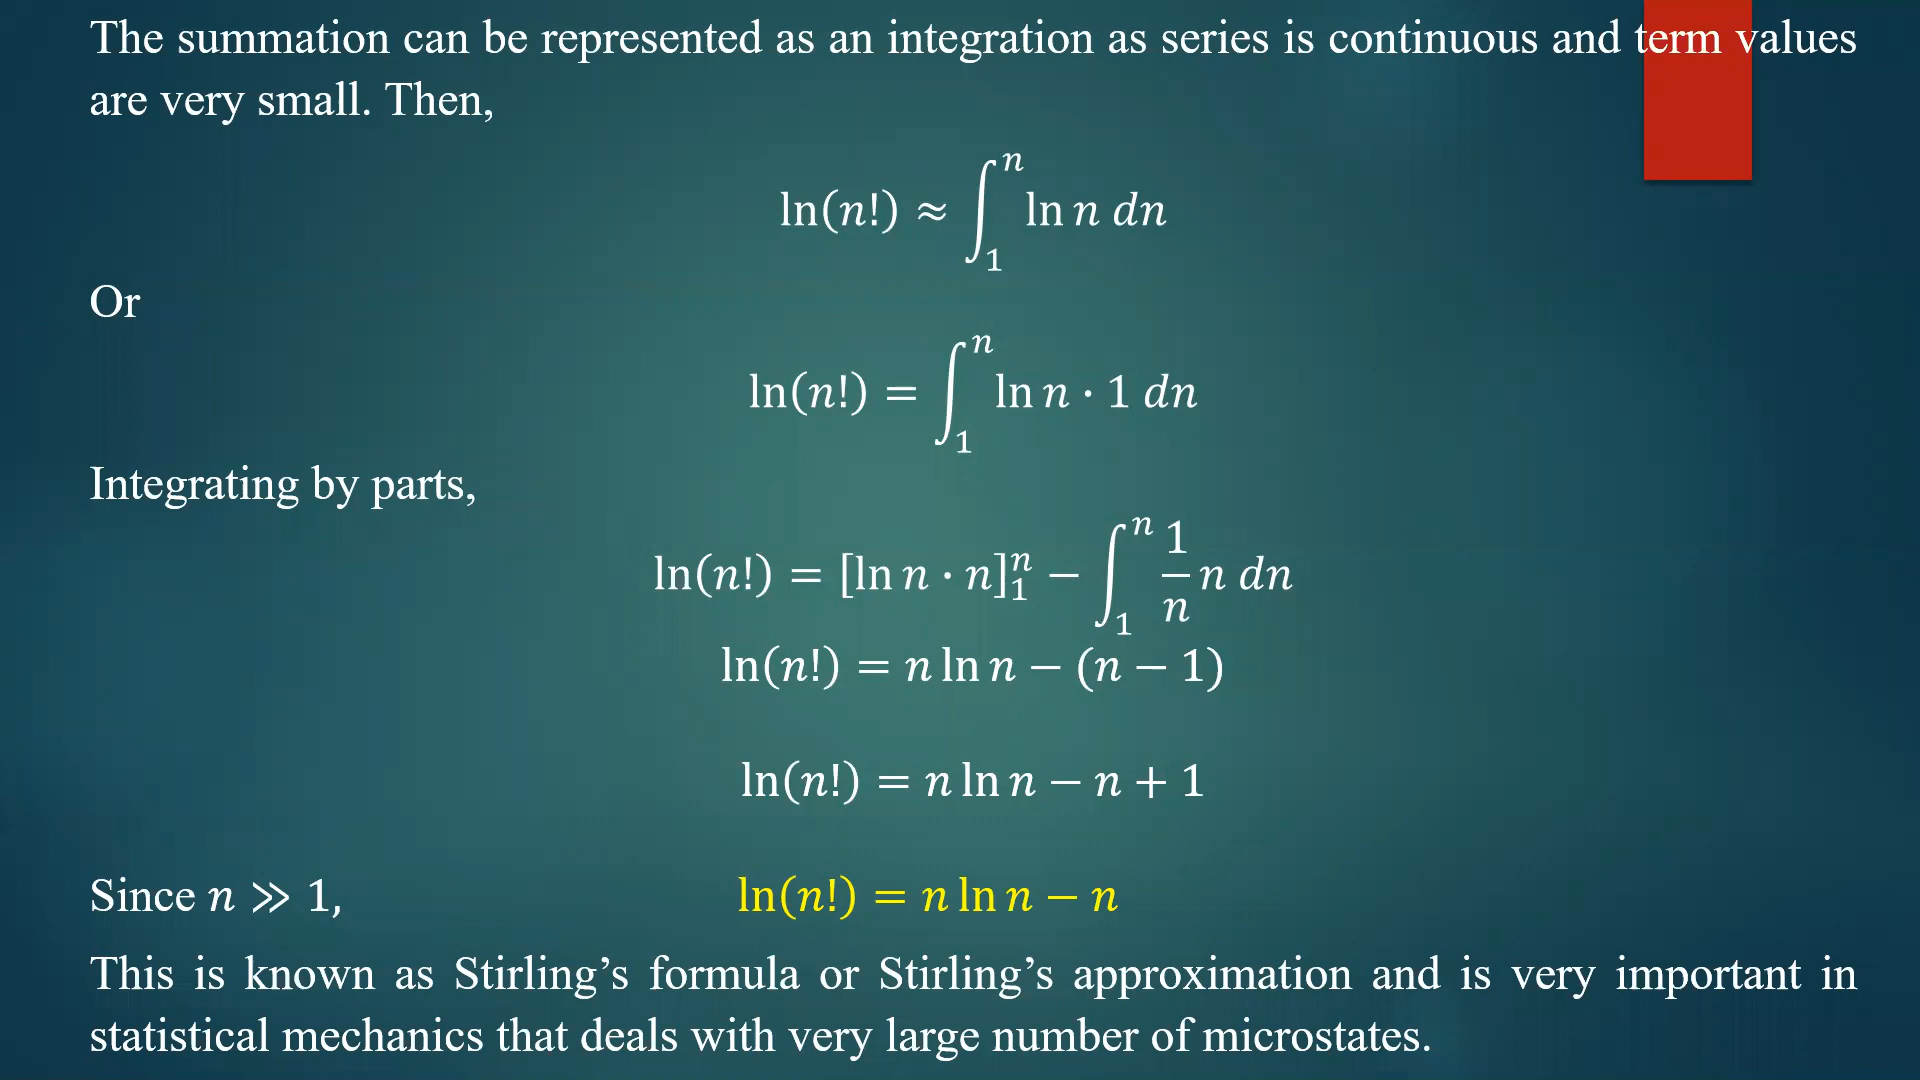 The summation can be represented as an integration as series is continuous and term values
are very small. Then,
ln(𝑛!) ≈ ∫₁ⁿ ln 𝑛 𝑑𝑛
Or
ln(𝑛!) = ∫₁ⁿ ln 𝑛 · 1 𝑑𝑛
Integrating by parts,
ln(𝑛!) = [ln 𝑛 · 𝑛]₁ⁿ − ∫₁ⁿ (1/𝑛) 𝑛 𝑑𝑛
ln(𝑛!) = 𝑛 ln 𝑛 − (𝑛 − 1)
ln(𝑛!) = 𝑛 ln 𝑛 − 𝑛 + 1
Since 𝑛 ≫ 1, ln(𝑛!) = 𝑛 ln 𝑛 − 𝑛
This is known as Stirling’s formula or Stirling’s approximation and is very important in
statistical mechanics that deals with very large number of microstates.